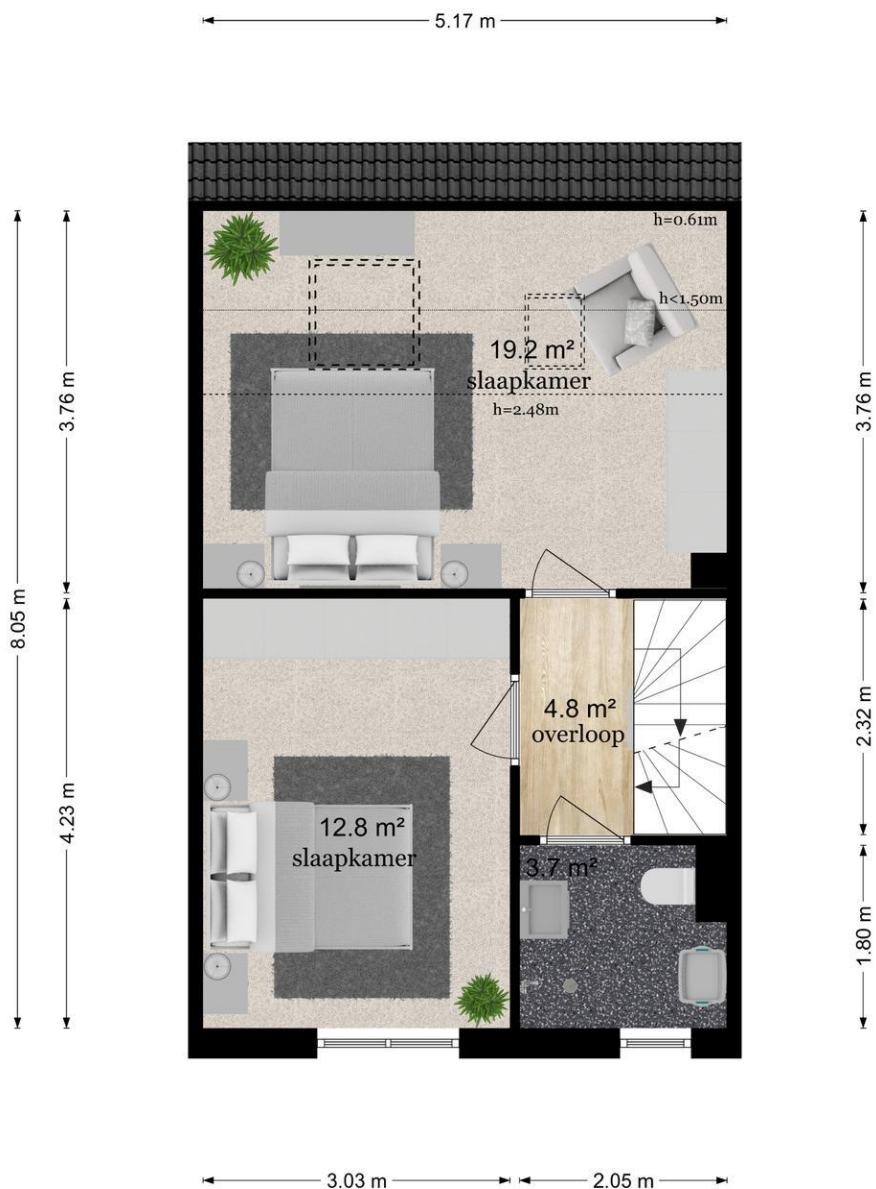 5.17 m
h=0.61m
h<1.50m
19.2 m²
slaapkamer
h=2.48m
3.76 m
3.76 m
8.05 m
4.8 m²
overloop
2.32 m
4.23 m
12.8 m²
slaapkamer
3.7 m²
1.80 m
3.03 m
2.05 m